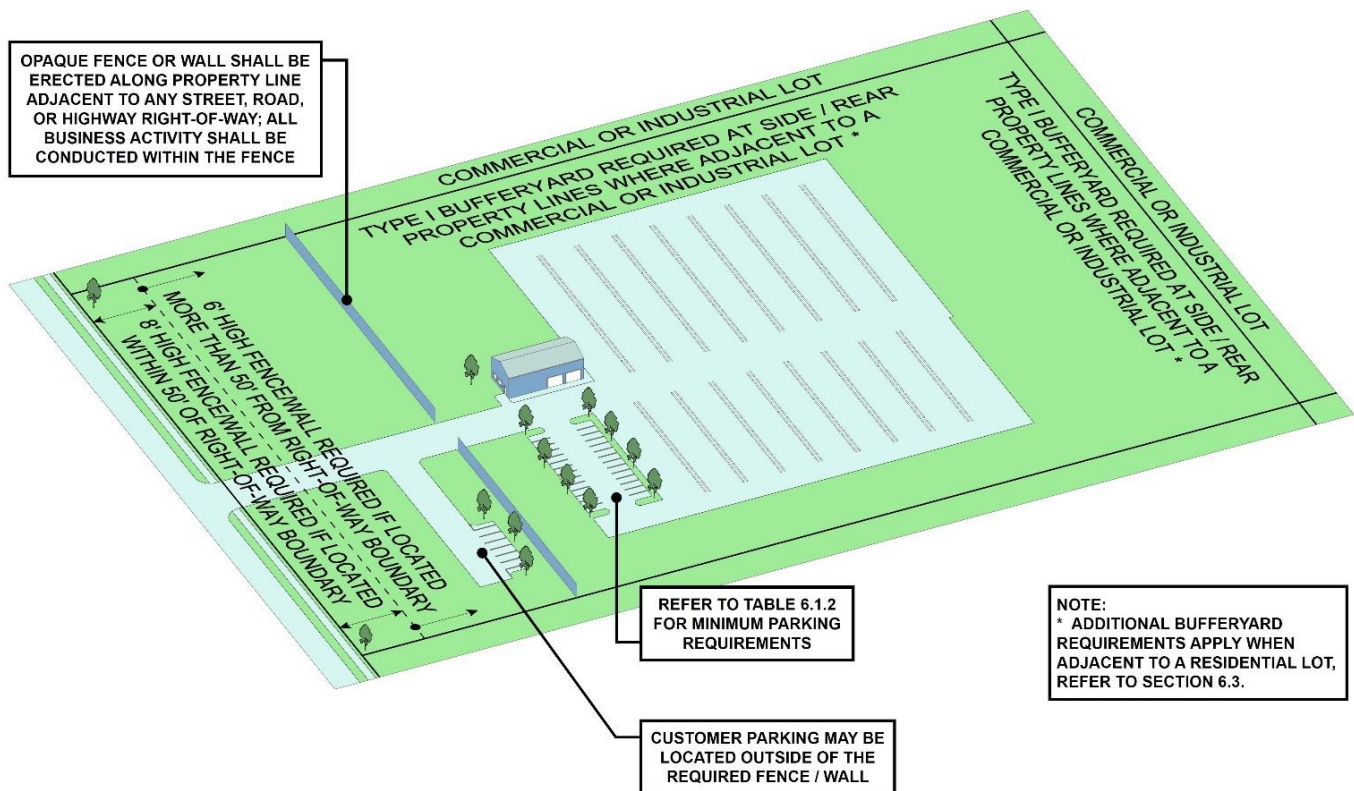 OPAQUE FENCE OR WALL SHALL BE
ERECTED ALONG PROPERTY LINE
ADJACENT TO ANY STREET, ROAD,
OR HIGHWAY RIGHT-OF-WAY; ALL
BUSINESS ACTIVITY SHALL BE
CONDUCTED WITHIN THE FENCE
COMMERCIAL OR INDUSTRIAL LOT
TYPE I BUFFERYARD REQUIRED AT SIDE / REAR
PROPERTY LINES WHERE ADJACENT TO A
COMMERCIAL OR INDUSTRIAL LOT *
COMMERCIAL OR INDUSTRIAL LOT
TYPE I BUFFERYARD REQUIRED AT SIDE / REAR
PROPERTY LINES WHERE ADJACENT TO A
COMMERCIAL OR INDUSTRIAL LOT *
6' HIGH FENCE/WALL REQUIRED IF LOCATED
MORE THAN 50' FROM RIGHT-OF-WAY BOUNDARY
8' HIGH FENCE/WALL REQUIRED IF LOCATED
WITHIN 50' OF RIGHT-OF-WAY BOUNDARY
REFER TO TABLE 6.1.2
FOR MINIMUM PARKING
REQUIREMENTS
CUSTOMER PARKING MAY BE
LOCATED OUTSIDE OF THE
REQUIRED FENCE / WALL
NOTE:
* ADDITIONAL BUFFERYARD
REQUIREMENTS APPLY WHEN
ADJACENT TO A RESIDENTIAL LOT,
REFER TO SECTION 6.3.